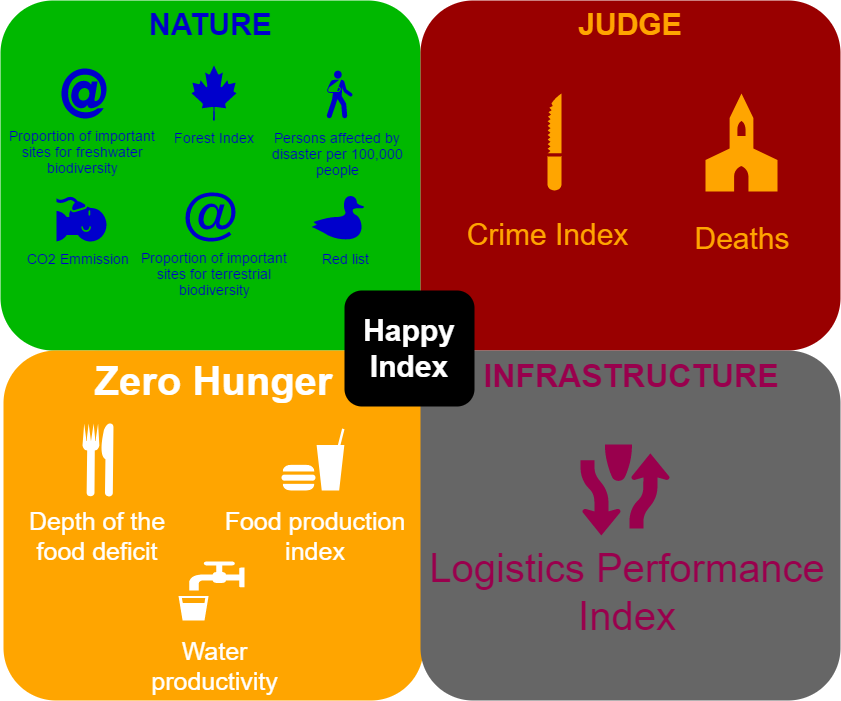 NATURE
@
Proportion of important
sites for freshwater
biodiversity
Forest Index
Persons affected by
disaster per 100,000
people
CO2 Emmission
@
Proportion of important
sites for terrestrial
biodiversity
Red list
JUDGE
Crime Index
Deaths
Happy
Index
Zero Hunger
Depth of the
food deficit
Food production
index
Water
productivity
INFRASTRUCTURE
Logistics Performance
Index